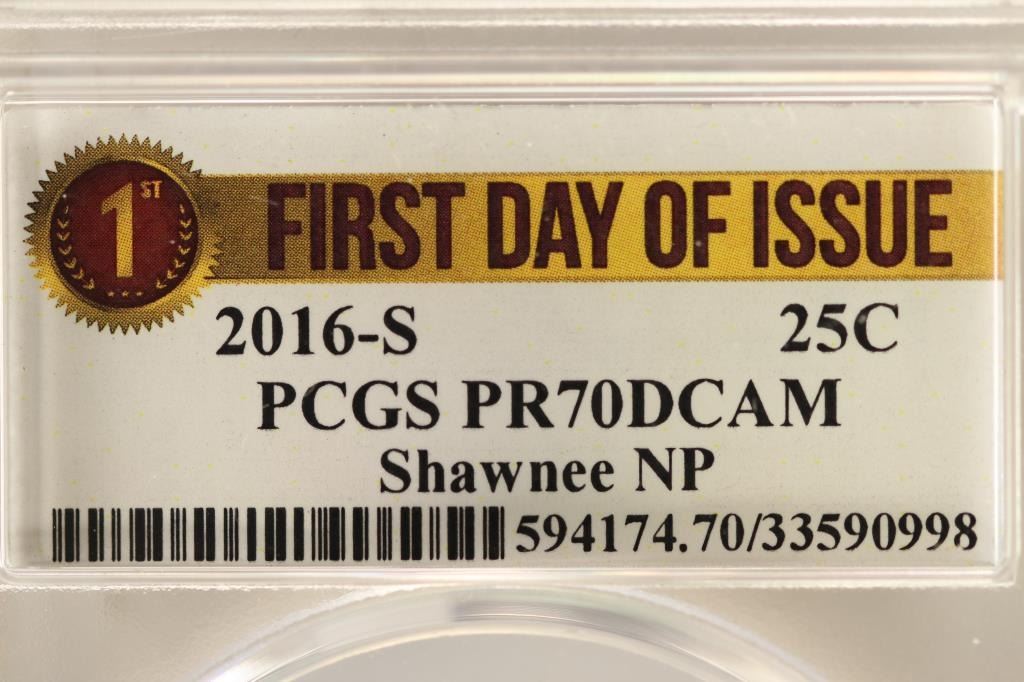 1ST
FIRST DAY OF ISSUE
2016-S 25C
PCGS PR70DCAM
Shawnee NP
594174.70/33590998